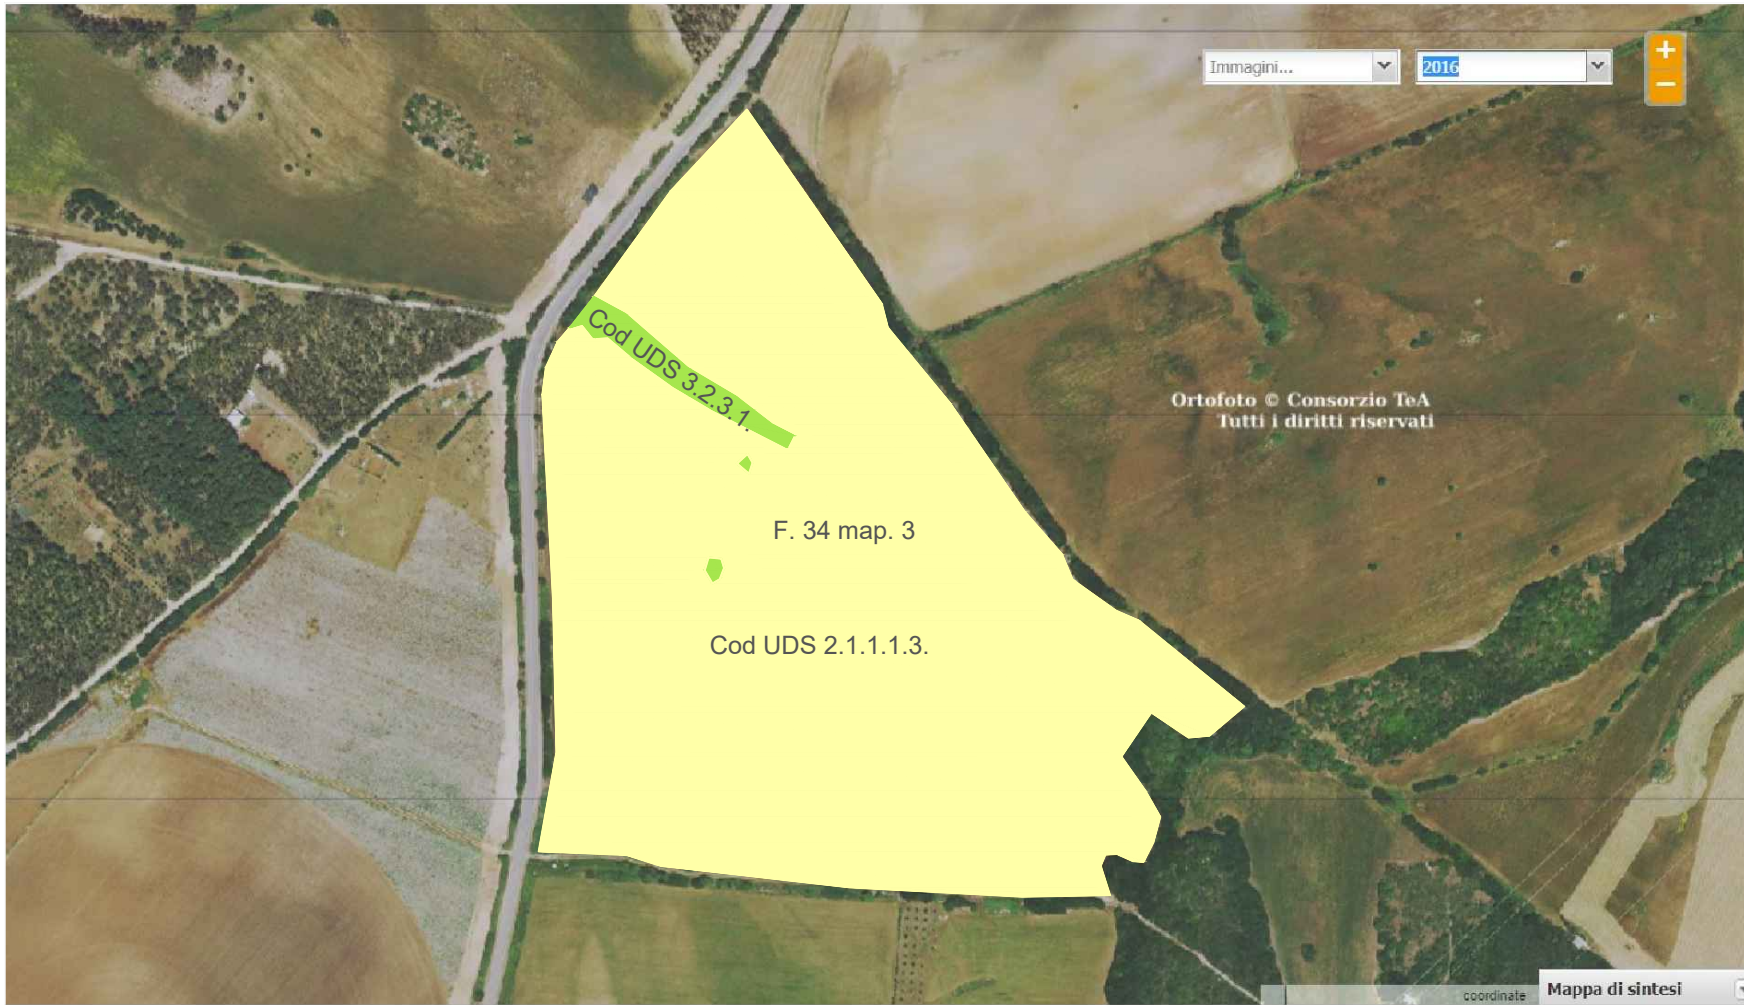 Immagini...
2016
+
−
Cod UDS 3.2.3.1.
Ortofoto © Consorzio TeA
Tutti i diritti riservati
F. 34 map. 3
Cod UDS 2.1.1.1.3.
coordinate
Mappa di sintesi